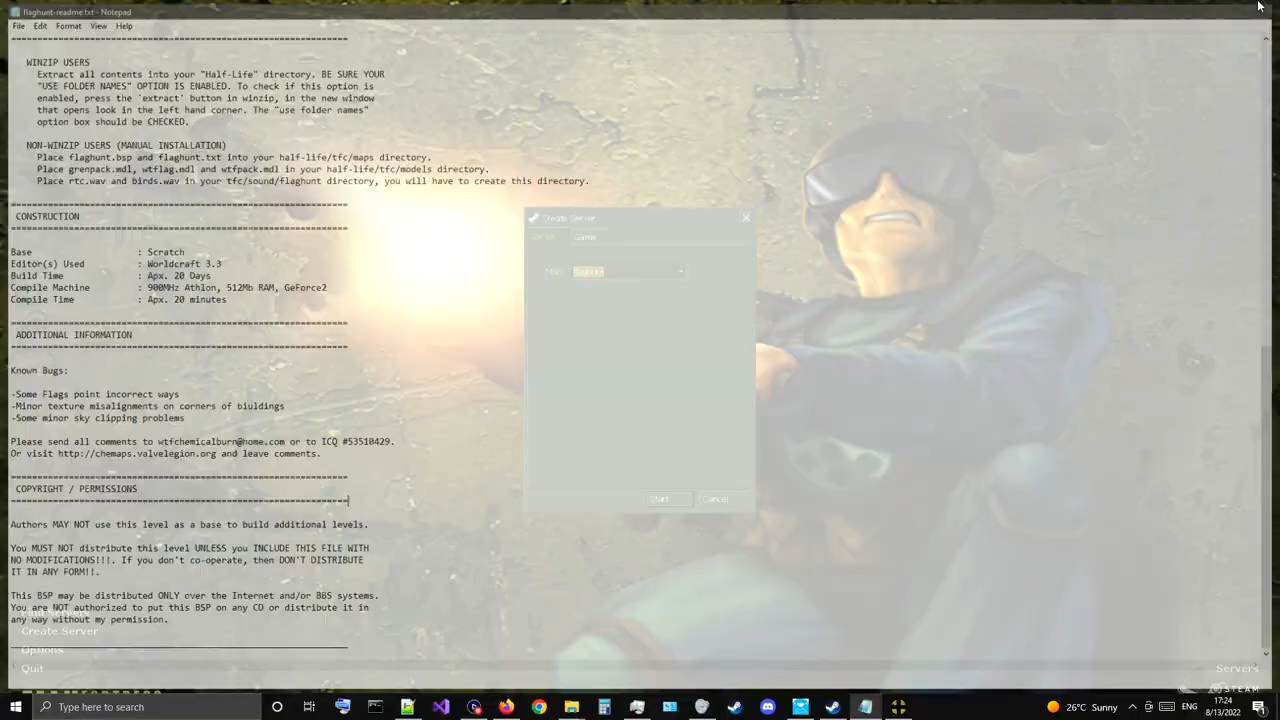 flaghunt-readme.txt - Notepad
File Edit Format View Help
WINZIP USERS
Extract all contents into your "Half-Life" directory. BE SURE YOUR
"USE FOLDER NAMES" OPTION IS ENABLED. To check if this option is
enabled, press the 'extract' button in winzip, in the new window
that opens look in the left hand corner. The "use folder names"
option box should be CHECKED.
NON-WINZIP USERS (MANUAL INSTALLATION)
Place flaghunt.bsp and flaghunt.txt into your half-life/tfc/maps directory.
Place grenpack.mdl, wtflag.mdl and wtfpack.mdl in your half-life/tfc/models directory.
Place rtc.wav and birds.wav in your tfc/sound/flaghunt directory, you will have to create this directory.
CONSTRUCTION
Base : Scratch
Editor(s) Used : Worldcraft 3.3
Build Time : Apx. 20 Days
Compile Machine : 900MHz Athlon, 512Mb RAM, GeForce2
Compile Time : Apx. 20 minutes
ADDITIONAL INFORMATION
Known Bugs:
-Some Flags point incorrect ways
-Minor texture misalignments on corners of biuldings
-Some minor sky clipping problems
Please send all comments to wtfchemicalburn@home.com or to ICQ #53510429.
Or visit http://chemaps.valvelegion.org and leave comments.
COPYRIGHT / PERMISSIONS
Authors MAY NOT use this level as a base to build additional levels.
You MUST NOT distribute this level UNLESS you INCLUDE THIS FILE WITH
NO MODIFICATIONS!!!. If you don't co-operate, then DON'T DISTRIBUTE
IT IN ANY FORM!!.
This BSP may be distributed ONLY over the Internet and/or BBS systems.
You are NOT authorized to put this BSP on any CD or distribute it in
any way without my permission.
Create Server
Server Game
Map
flaghunt
Start Cancel
Find Servers
Create Server
Options
Quit
Servers
STEAM
Type here to search
26°C Sunny
ENG
17:24
8/13/2022